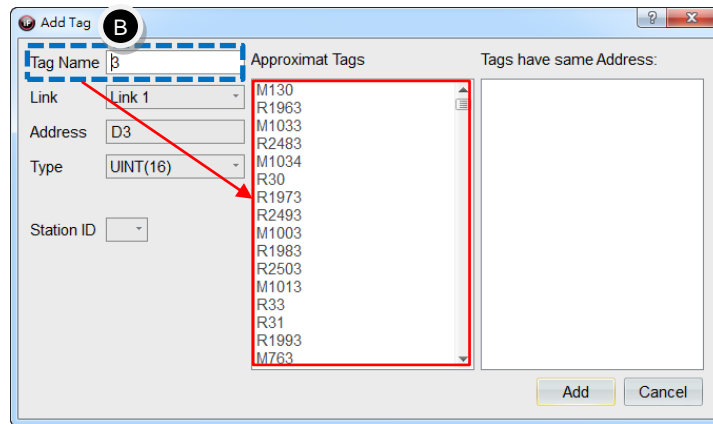 Add Tag
B
Tag Name 3
Link Link 1
Address D3
Type UINT(16)
Station ID
Approximat Tags
M130
R1963
M1033
R2483
M1034
R30
R1973
R2493
M1003
R1983
R2503
M1013
R33
R31
R1993
M763
Tags have same Address:
Add Cancel